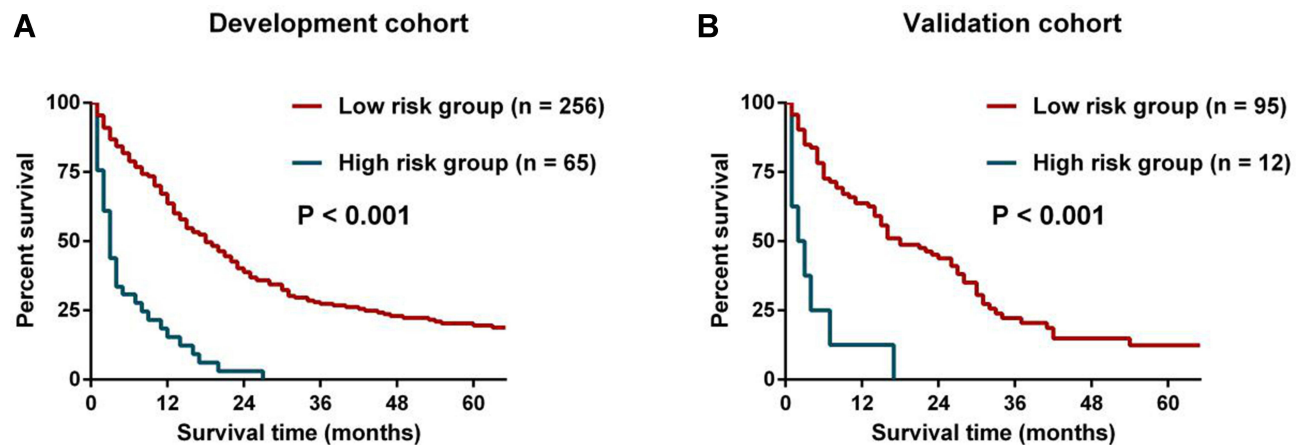 A
Development cohort
100
75
50
25
0
Percent survival
Low risk group (n = 256)
High risk group (n = 65)
P < 0.001
0 12 24 36 48 60
Survival time (months)
B
Validation cohort
100
75
50
25
0
Percent survival
Low risk group (n = 95)
High risk group (n = 12)
P < 0.001
0 12 24 36 48 60
Survival time (months)